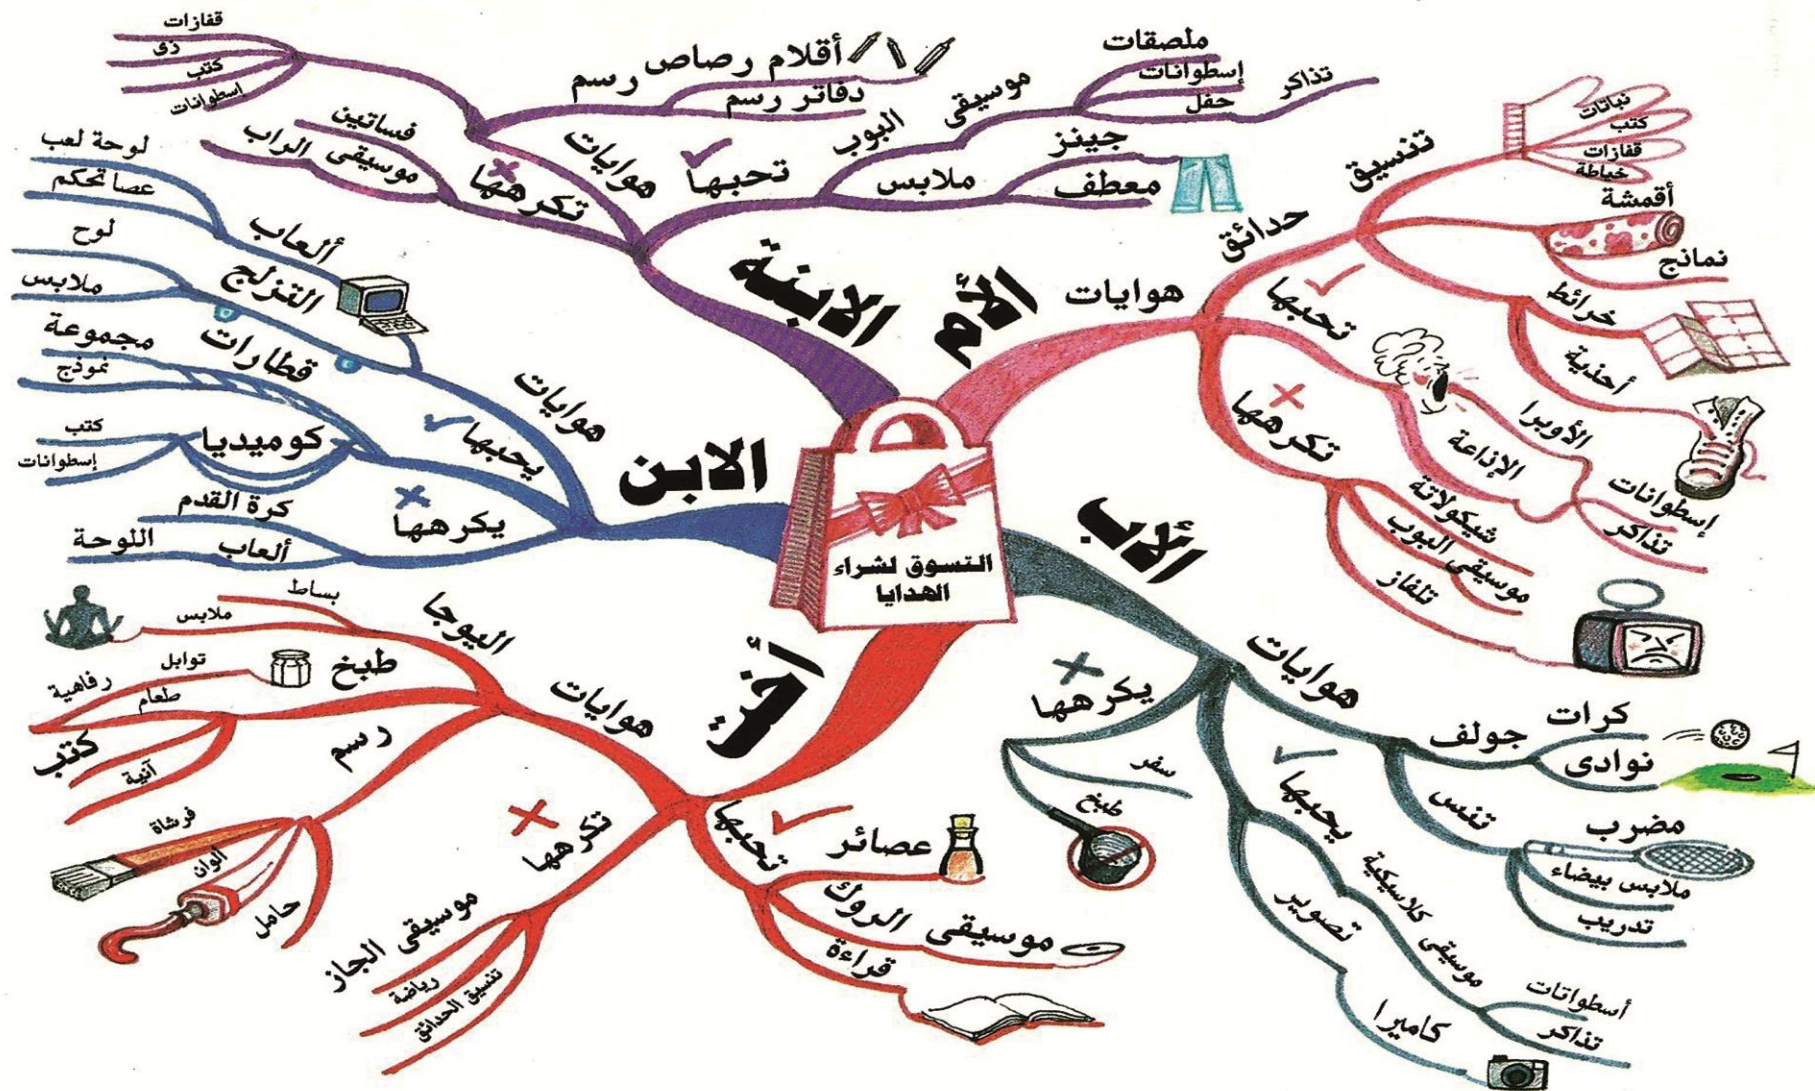 التسوق لشراء
الهدايا
الأم
هوايات
تنسيق
حدائق
نباتات
كتب
قفازات
خياطة
أقمشة
نماذج
خرائط
أحذية
تحبها
الأوبرا
الإذاعة
إسطوانات
تذاكر
تكرهها
شيكولاتة
موسيقى البوب
تلفاز
الأب
هوايات
جولف
كرات
نوادى
تنس
مضرب
ملابس بيضاء
تدريب
يحبها
موسيقى كلاسيكية
أسطوانات
تذاكر
تصوير
كاميرا
يكرهها
سفر
طبخ
أخت
هوايات
اليوجا
بساط
ملابس
طبخ
توابل
رفاهية
طعام
كتب
آنية
رسم
فرشاة
ألوان
حامل
تحبها
عصائر
موسيقى الروك
قراءة
تكرهها
موسيقى الجاز
رياضة
تنسيق الحدائق
الابن
هوايات
ألعاب
لوحة لعب
عصا تحكم
التزلج
لوح
ملابس
يحبها
قطارات
مجموعة
نموذج
كوميديا
كتب
إسطوانات
يكرهها
كرة القدم
ألعاب
اللوحة
الابنة
هوايات
قفازات
زى
كتب
إسطوانات
رسم
أقلام رصاص
دفاتر رسم
تحبها
موسيقى
البوب
ملصقات
إسطوانات
حفل
تذاكر
ملابس
جينز
معطف
تكرهها
فساتين
موسيقى الراب